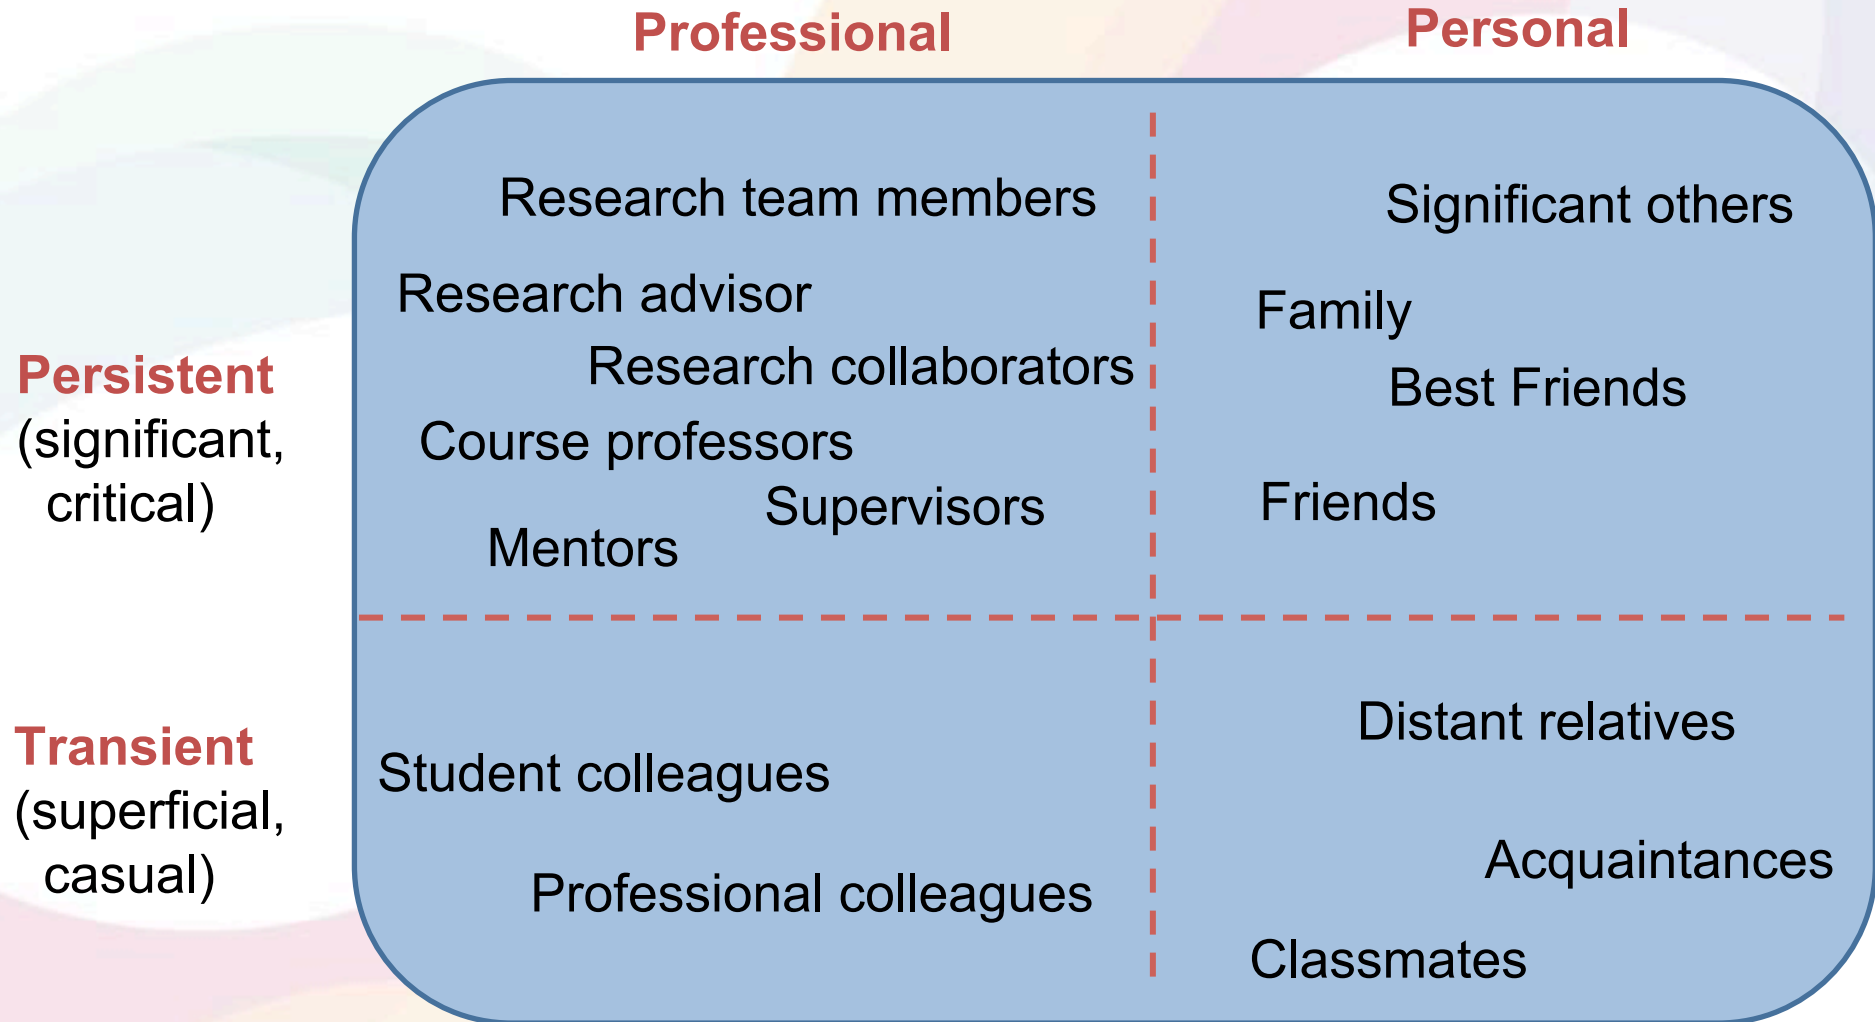 Professional
Personal
Research team members
Significant others
Research advisor
Family
Research collaborators
Best Friends
Persistent
(significant,
critical)
Course professors
Supervisors
Friends
Mentors
Distant relatives
Transient
(superficial,
casual)
Student colleagues
Acquaintances
Professional colleagues
Classmates